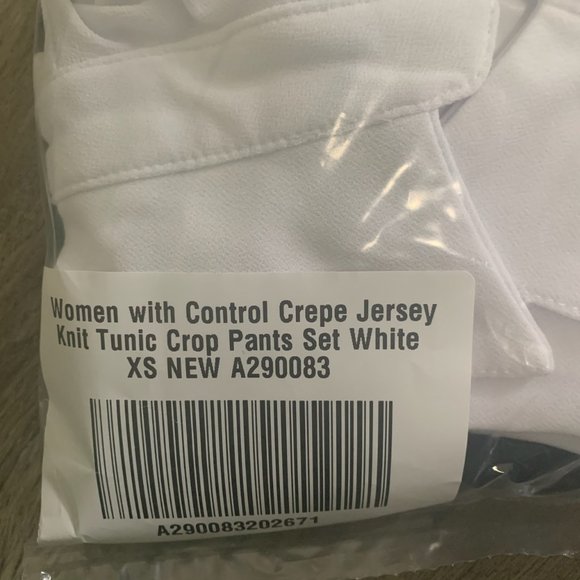 Women with Control Crepe Jersey
Knit Tunic Crop Pants Set White
XS NEW A290083
A290083202671